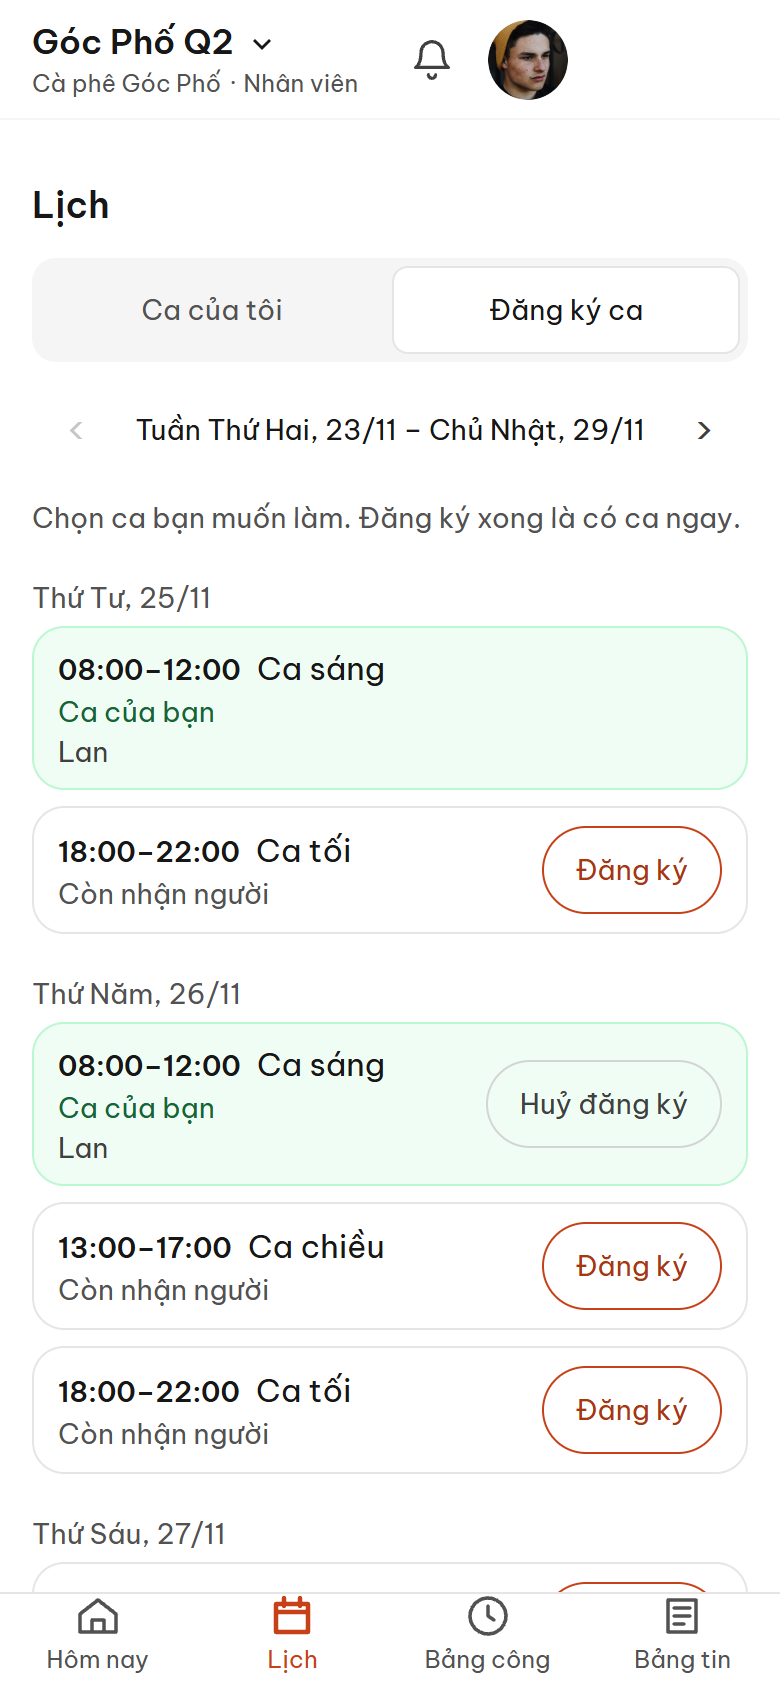 Góc Phố Q2
Cà phê Góc Phố · Nhân viên
Lịch
Ca của tôi
Đăng ký ca
Tuần Thứ Hai, 23/11 – Chủ Nhật, 29/11
Chọn ca bạn muốn làm. Đăng ký xong là có ca ngay.
Thứ Tư, 25/11
08:00–12:00 Ca sáng
Ca của bạn
Lan
18:00–22:00 Ca tối
Còn nhận người
Đăng ký
Thứ Năm, 26/11
08:00–12:00 Ca sáng
Ca của bạn
Lan
Huỷ đăng ký
13:00–17:00 Ca chiều
Còn nhận người
Đăng ký
18:00–22:00 Ca tối
Còn nhận người
Đăng ký
Thứ Sáu, 27/11
Hôm nay
Lịch
Bảng công
Bảng tin